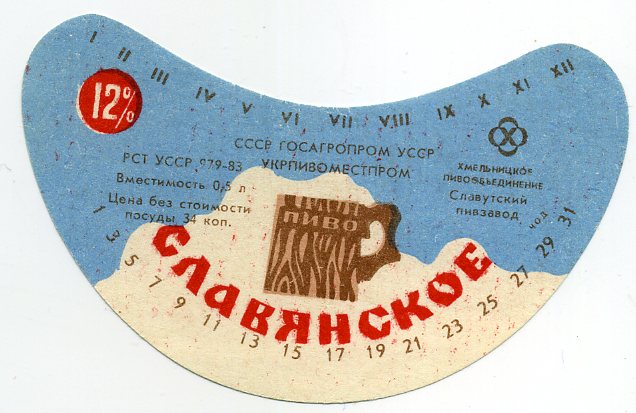 I II III IV V VI VII VIII IX X XI XII
12%
СССР ГОСАГРОПРОМ УССР
УКРПИВОМЕСТПРОМ
РСТ УССР 979-83
Вместимость 0,5 л
Цена без стоимости
посуды 34 коп.
ХМЕЛЬНИЦКОЕ
ПИВООБЪЕДИНЕНИЕ
Славутский
пивзавод
ПИВО
СЛАВЯНСКОЕ
1 3 5 7 9 11 13 15 17 19 21 23 25 27 29 31